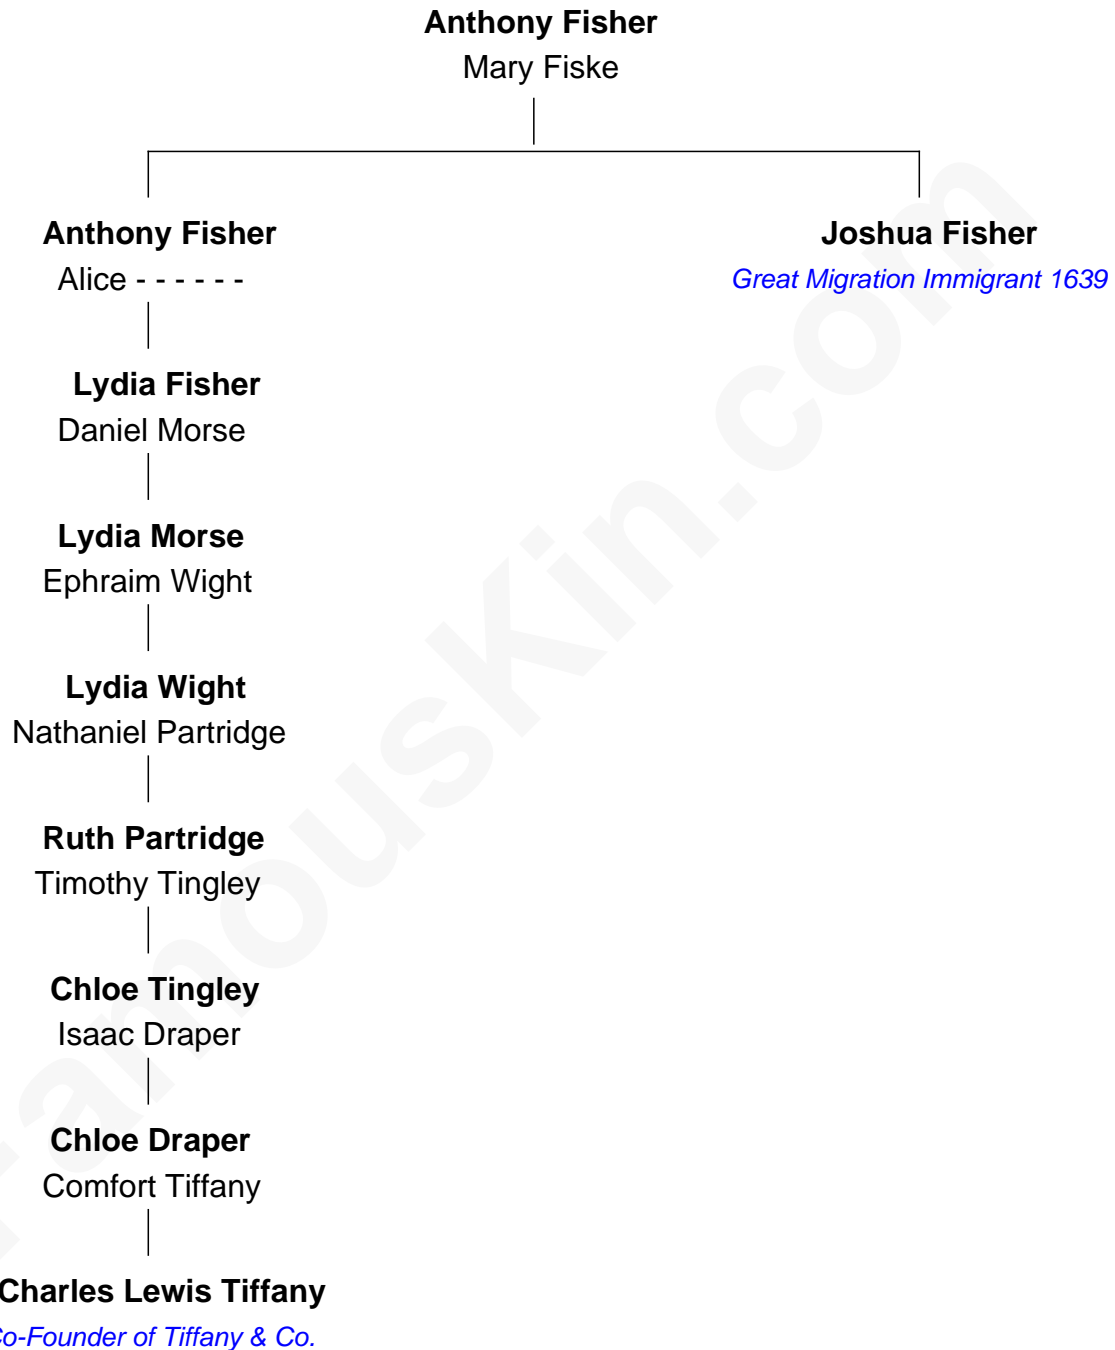 Anthony Fisher
Mary Fiske
Anthony Fisher
Alice - - - - - -
Joshua Fisher
Great Migration Immigrant 1639
Lydia Fisher
Daniel Morse
Lydia Morse
Ephraim Wight
Lydia Wight
Nathaniel Partridge
Ruth Partridge
Timothy Tingley
Chloe Tingley
Isaac Draper
Chloe Draper
Comfort Tiffany
Charles Lewis Tiffany
Co-Founder of Tiffany & Co.
FamousKin.com